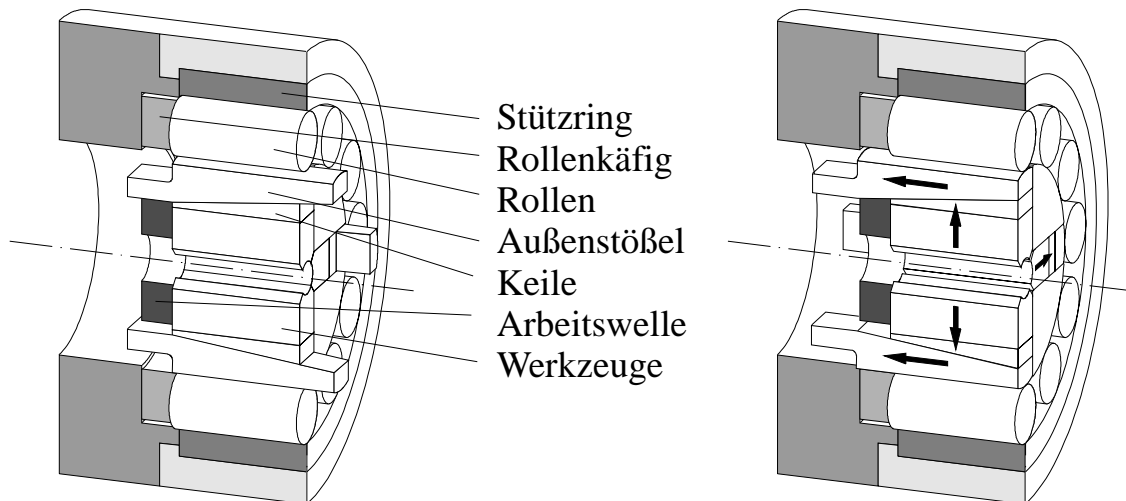 Stützring
Rollenkäfig
Rollen
Außenstößel
Keile
Arbeitswelle
Werkzeuge